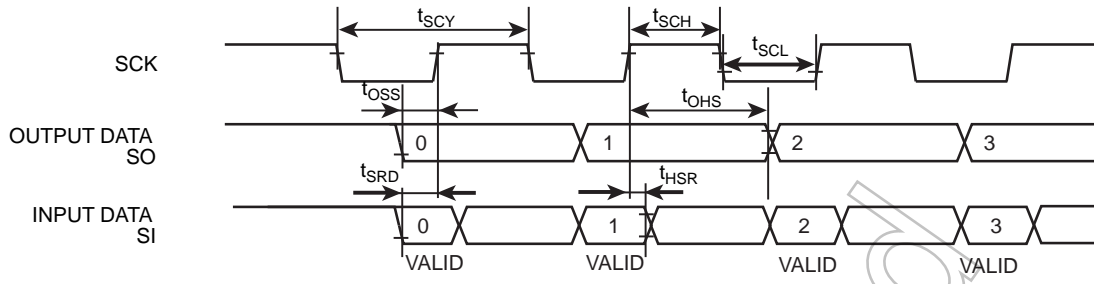 tSCY
tSCH
SCK
tSCL
tOSS
tOHS
OUTPUT DATA
SO
0 1 2 3
tSRD
tHSR
INPUT DATA
SI
0 1 2 3
VALID VALID VALID VALID